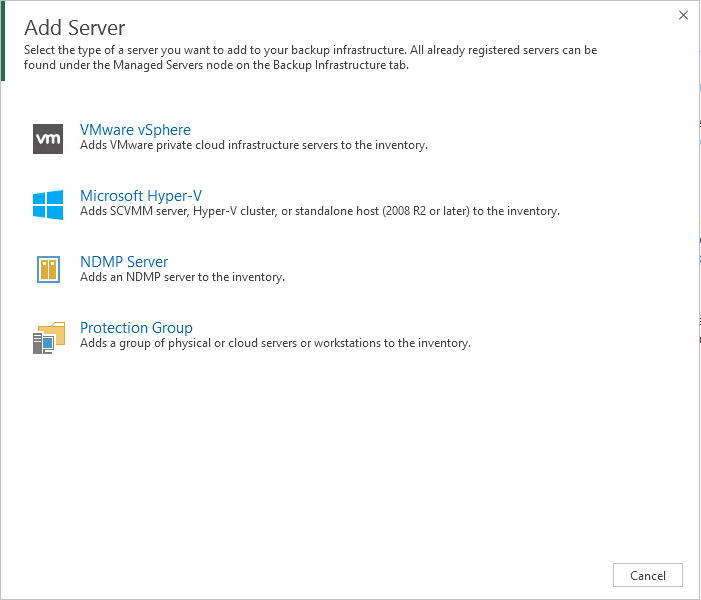 Add Server
Select the type of a server you want to add to your backup infrastructure. All already registered servers can be
found under the Managed Servers node on the Backup Infrastructure tab.
vm
VMware vSphere
Adds VMware private cloud infrastructure servers to the inventory.
Microsoft Hyper-V
Adds SCVMM server, Hyper-V cluster, or standalone host (2008 R2 or later) to the inventory.
NDMP Server
Adds an NDMP server to the inventory.
Protection Group
Adds a group of physical or cloud servers or workstations to the inventory.
Cancel